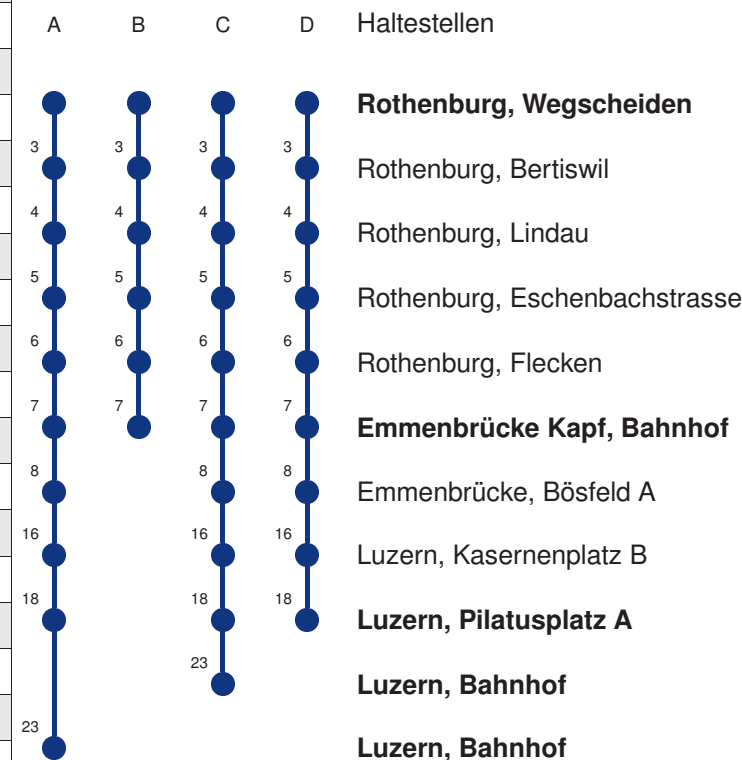 A B C D Haltestellen
Rothenburg, Wegscheiden
3 3 3 3 Rothenburg, Bertiswil
4 4 4 4 Rothenburg, Lindau
5 5 5 5 Rothenburg, Eschenbachstrasse
6 6 6 6 Rothenburg, Flecken
7 7 7 7 Emmenbrücke Kapf, Bahnhof
8 8 8 Emmenbrücke, Bösfeld A
16 16 16 Luzern, Kasernenplatz B
18 18 18 Luzern, Pilatusplatz A
23 Luzern, Bahnhof
23 Luzern, Bahnhof